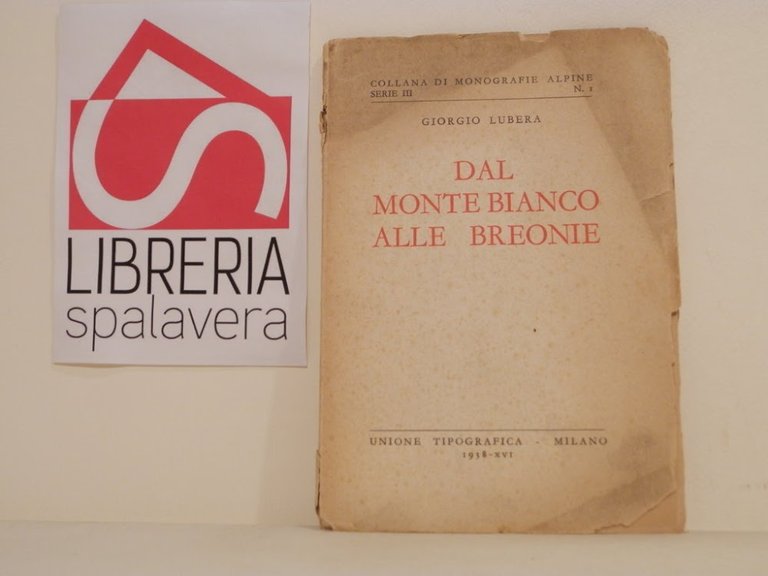 LIBRERIA
spalavera
COLLANA DI MONOGRAFIE ALPINE
SERIE III N. 1
GIORGIO LUBERA
DAL
MONTE BIANCO
ALLE BREONIE
UNIONE TIPOGRAFICA - MILANO
1938-XVI